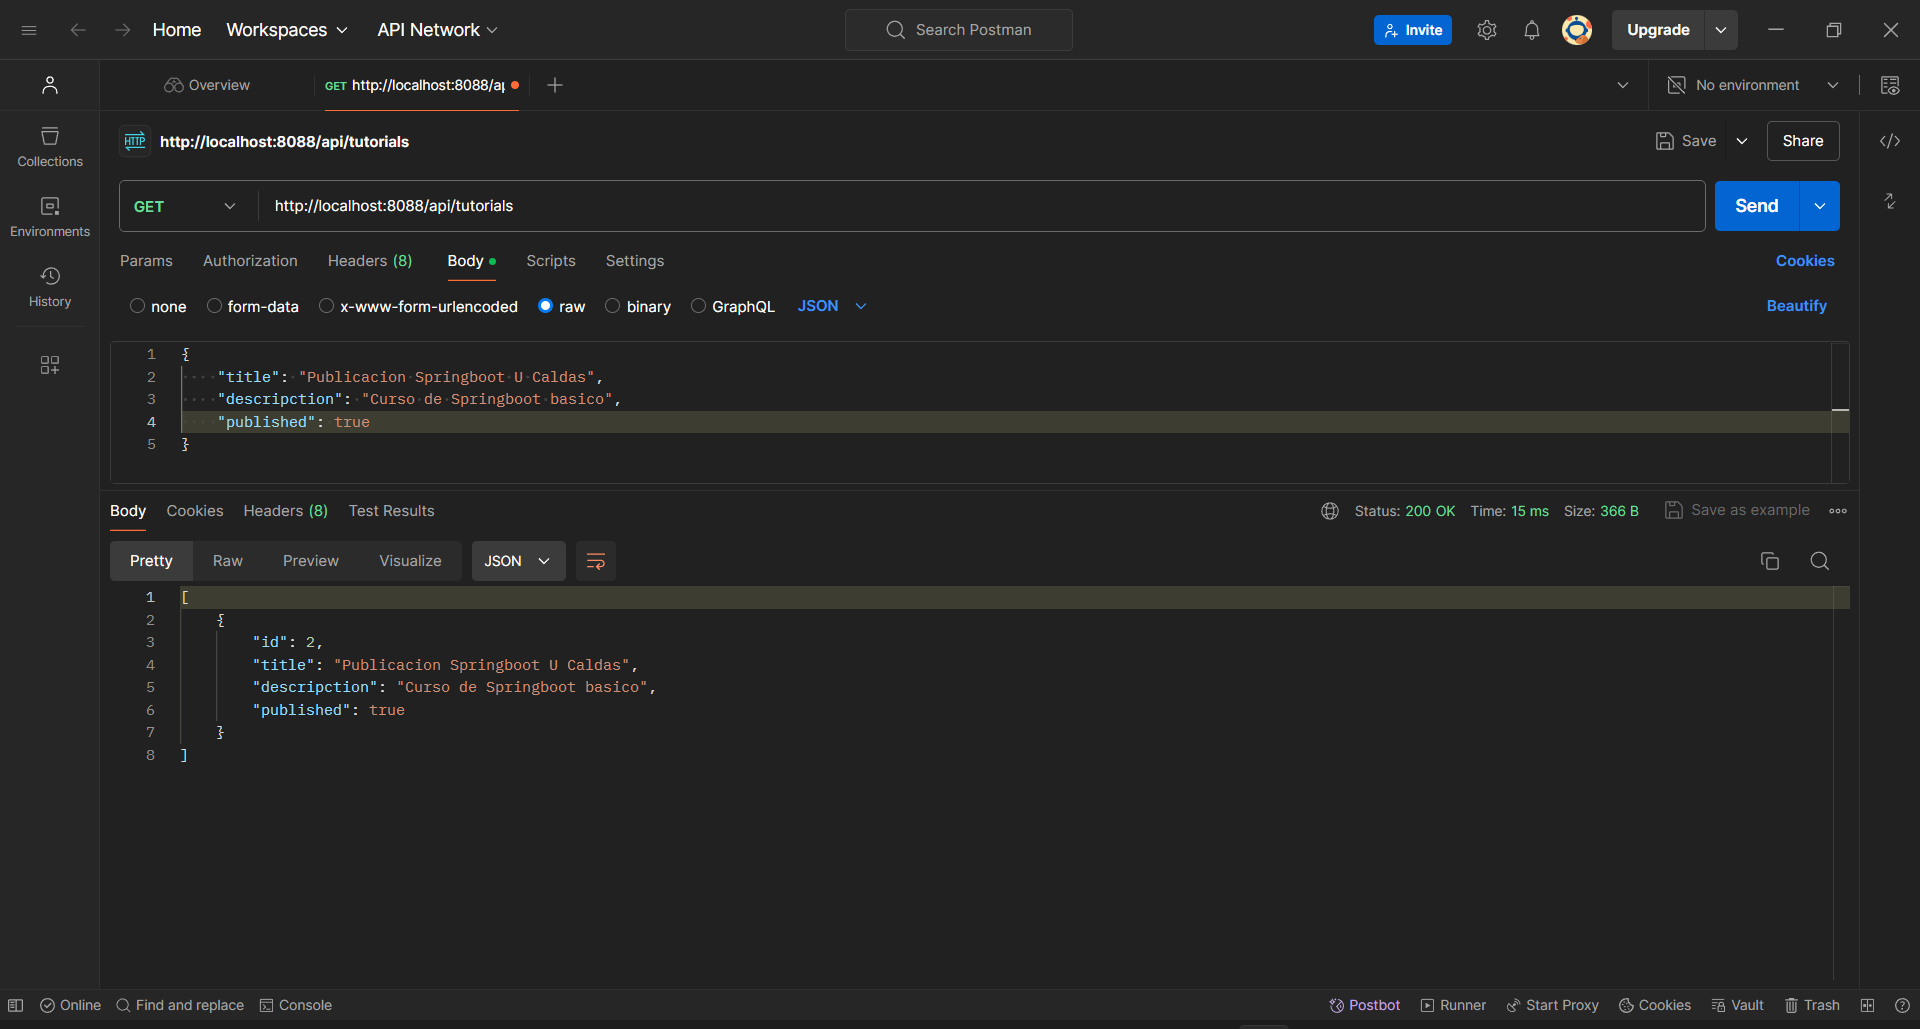 Home Workspaces API Network Search Postman Invite Upgrade
Overview GET http://localhost:8088/ap No environment
HTTP http://localhost:8088/api/tutorials Save Share
Collections
Environments
History
GET http://localhost:8088/api/tutorials Send
Params Authorization Headers (8) Body Scripts Settings Cookies
none form-data x-www-form-urlencoded raw binary GraphQL JSON Beautify
1 {
2 "title": "Publicacion Springboot U Caldas",
3 "descripction": "Curso de Springboot basico",
4 "published": true
5 }
Body Cookies Headers (8) Test Results Status: 200 OK Time: 15 ms Size: 366 B Save as example
Pretty Raw Preview Visualize JSON
1 [
2 {
3 "id": 2,
4 "title": "Publicacion Springboot U Caldas",
5 "descripction": "Curso de Springboot basico",
6 "published": true
7 }
8 ]
Online Find and replace Console Postbot Runner Start Proxy Cookies Vault Trash